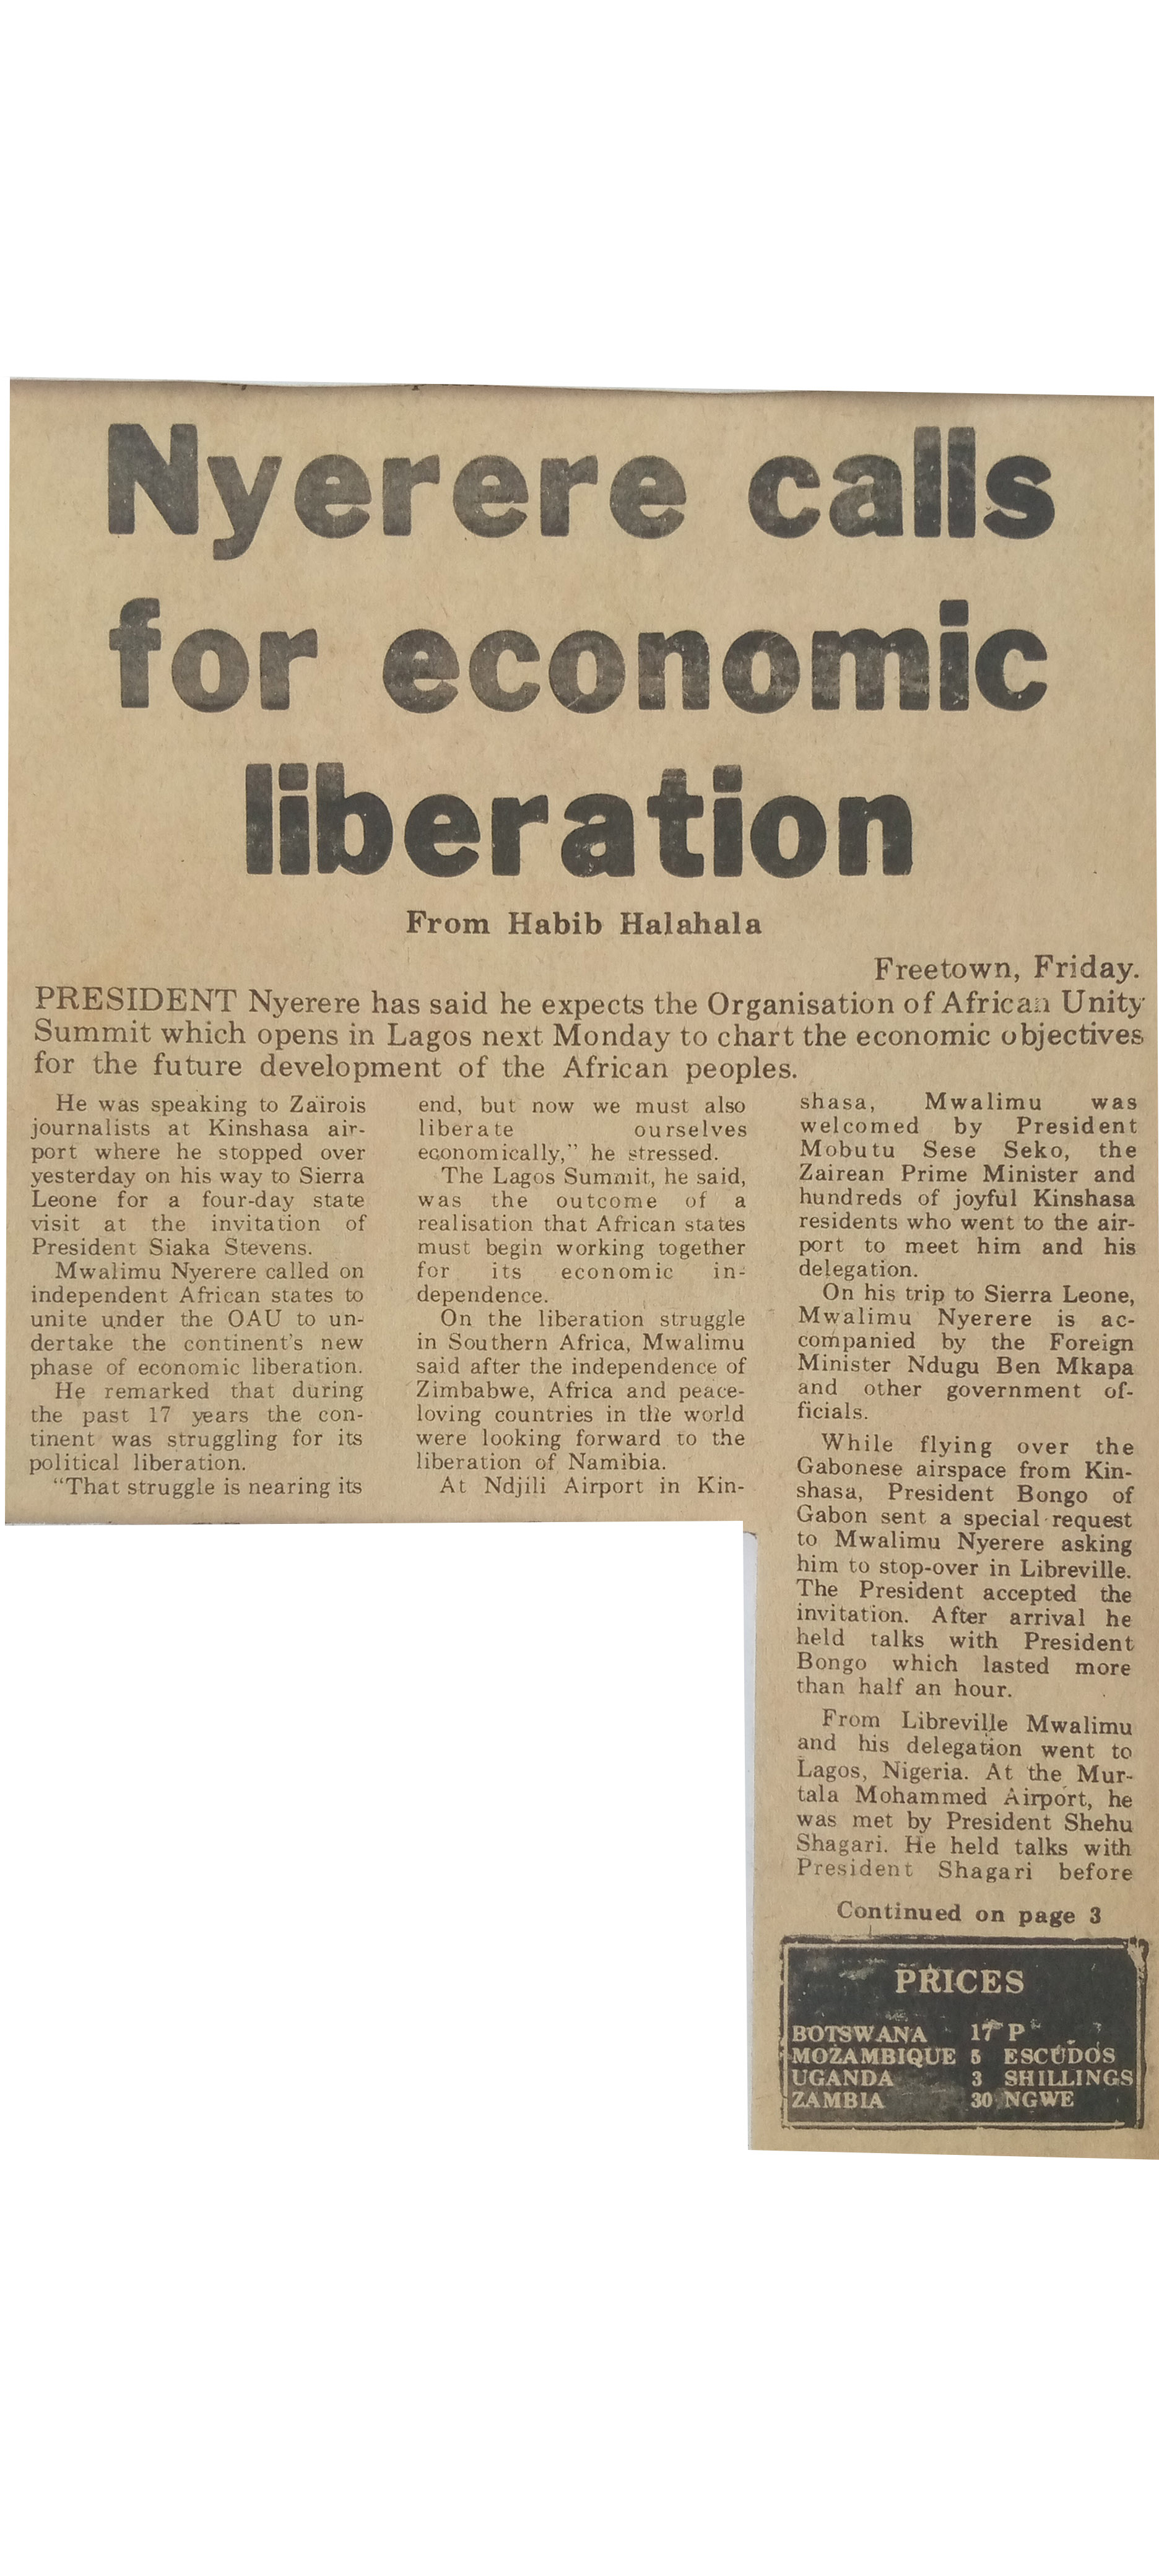 Nyerere calls
for economic
liberation
From Habib Halahala
Freetown, Friday.
PRESIDENT Nyerere has said he expects the Organisation of African Unity
Summit which opens in Lagos next Monday to chart the economic objectives
for the future development of the African peoples.
He was speaking to Zaïrois
journalists at Kinshasa air-
port where he stopped over
yesterday on his way to Sierra
Leone for a four-day state
visit at the invitation of
President Siaka Stevens.
Mwalimu Nyerere called on
independent African states to
unite under the OAU to un-
dertake the continent's new
phase of economic liberation.
He remarked that during
the past 17 years the con-
tinent was struggling for its
political liberation.
"That struggle is nearing its
end, but now we must also
liberate ourselves
economically," he stressed.
The Lagos Summit, he said,
was the outcome of a
realisation that African states
must begin working together
for its economic in-
dependence.
On the liberation struggle
in Southern Africa, Mwalimu
said after the independence of
Zimbabwe, Africa and peace-
loving countries in the world
were looking forward to the
liberation of Namibia.
At Ndjili Airport in Kin-
shasa, Mwalimu was
welcomed by President
Mobutu Sese Seko, the
Zairean Prime Minister and
hundreds of joyful Kinshasa
residents who went to the air-
port to meet him and his
delegation.
On his trip to Sierra Leone,
Mwalimu Nyerere is ac-
companied by the Foreign
Minister Ndugu Ben Mkapa
and other government of-
ficials.
While flying over the
Gabonese airspace from Kin-
shasa, President Bongo of
Gabon sent a special request
to Mwalimu Nyerere asking
him to stop-over in Libreville.
The President accepted the
invitation. After arrival he
held talks with President
Bongo which lasted more
than half an hour.
From Libreville Mwalimu
and his delegation went to
Lagos, Nigeria. At the Mur-
tala Mohammed Airport, he
was met by President Shehu
Shagari. He held talks with
President Shagari before
Continued on page 3
PRICES
BOTSWANA 17 P
MOZAMBIQUE 5 ESCUDOS
UGANDA 3 SHILLINGS
ZAMBIA 30 NGWE